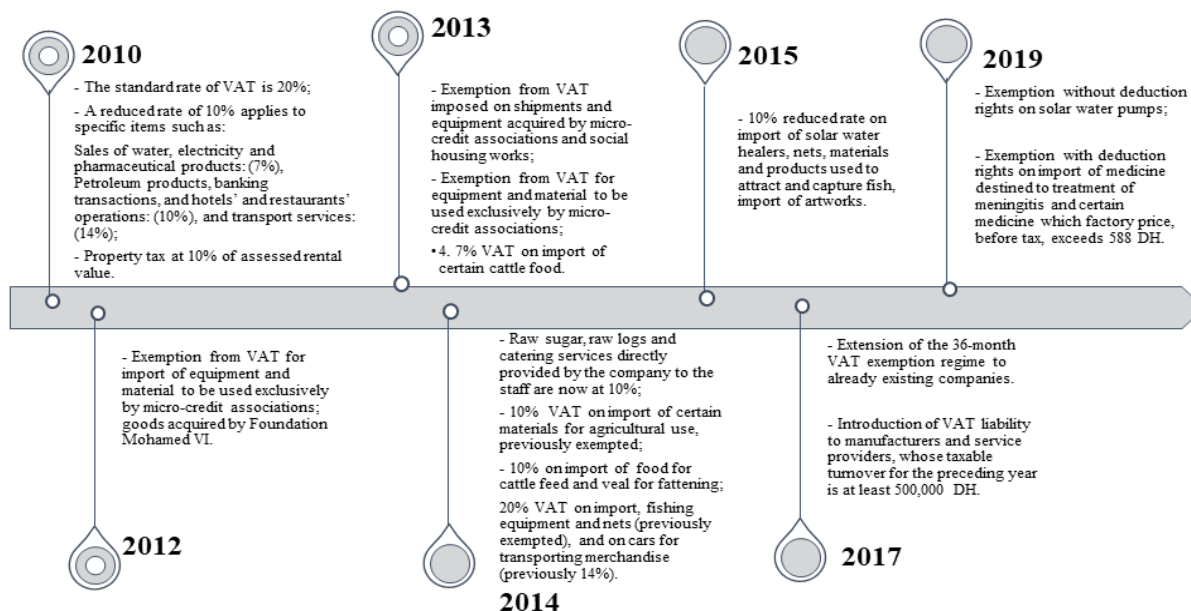 2010
- The standard rate of VAT is 20%;
- A reduced rate of 10% applies to
specific items such as:
Sales of water, electricity and
pharmaceutical products: (7%),
Petroleum products, banking
transactions, and hotels' and restaurants'
operations: (10%), and transport services:
(14%);
- Property tax at 10% of assessed rental
value.
2013
- Exemption from VAT
imposed on shipments and
equipment acquired by micro-
credit associations and social
housing works;
- Exemption from VAT for
equipment and material to be
used exclusively by micro-
credit associations;
•4. 7% VAT on import of
certain cattle food.
2015
- 10% reduced rate on
import of solar water
healers, nets, materials
and products used to
attract and capture fish,
import of artworks.
2019
- Exemption without deduction
rights on solar water pumps;
- Exemption with deduction
rights on import of medicine
destined to treatment of
meningitis and certain
medicine which factory price,
before tax, exceeds 588 DH.
- Exemption from VAT for
import of equipment and
material to be used exclusively
by micro-credit associations;
goods acquired by Foundation
Mohamed VI.
2012
- Raw sugar, raw logs and
catering services directly
provided by the company to the
staff are now at 10%;
- 10% VAT on import of certain
materials for agricultural use,
previously exempted;
- 10% on import of food for
cattle feed and veal for fattening;
20% VAT on import, fishing
equipment and nets (previously
exempted), and on cars for
transporting merchandise
(previously 14%).
2014
- Extension of the 36-month
VAT exemption regime to
already existing companies.
- Introduction of VAT liability
to manufacturers and service
providers, whose taxable
turnover for the preceding year
is at least 500,000 DH.
2017